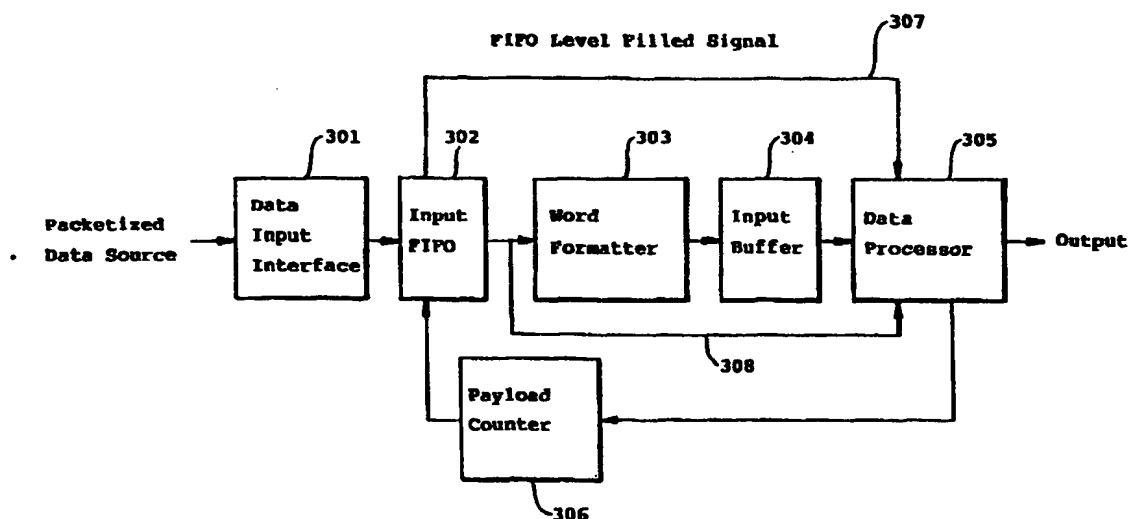 307
FIFO Level Filled Signal
301
302
303
304
305
Packetized
Data Source
Data
Input
Interface
Input
FIFO
Word
Formatter
Input
Buffer
Data
Processor
Output
308
Payload
Counter
306